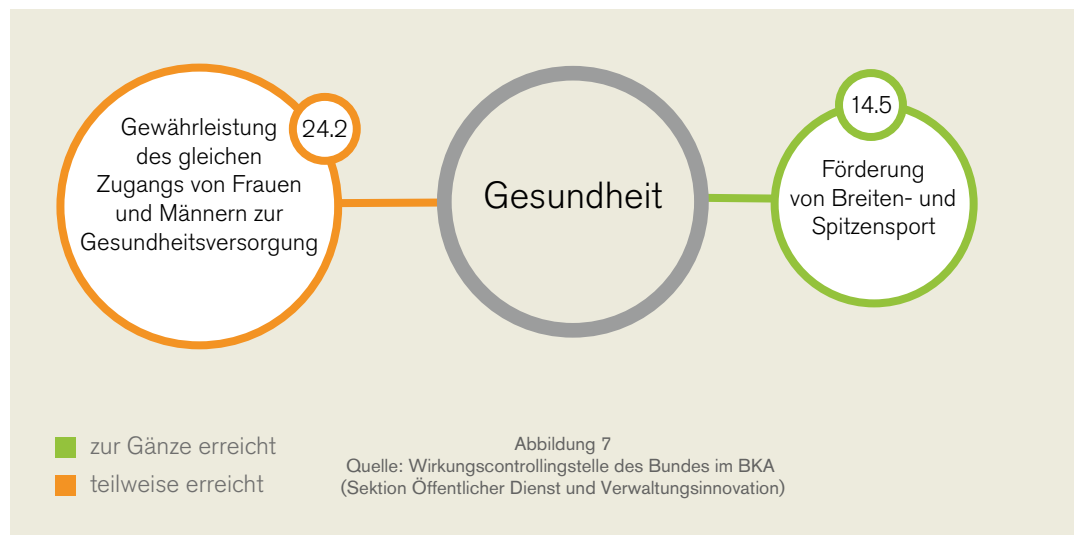 Gewährleistung
des gleichen
Zugangs von Frauen
und Männern zur
Gesundheitsversorgung
24.2
Gesundheit
14.5
Förderung
von Breiten- und
Spitzensport
zur Gänze erreicht
teilweise erreicht
Abbildung 7
Quelle: Wirkungscontrollingstelle des Bundes im BKA
(Sektion Öffentlicher Dienst und Verwaltungsinnovation)